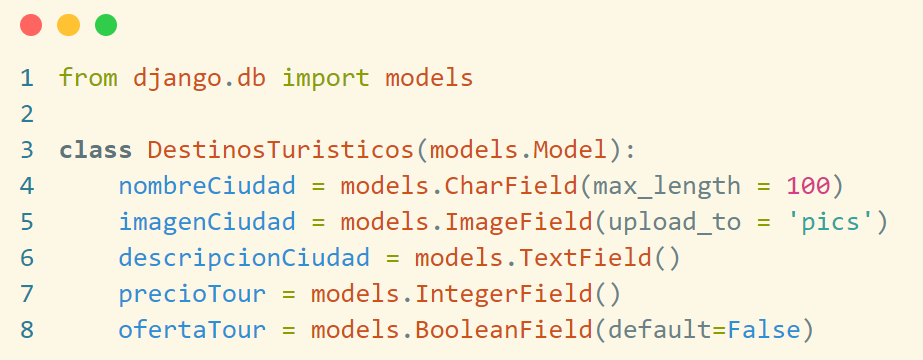 1 from django.db import models
2
3 class DestinosTuristicos(models.Model):
4     nombreCiudad = models.CharField(max_length = 100)
5     imagenCiudad = models.ImageField(upload_to = 'pics')
6     descripcionCiudad = models.TextField()
7     precioTour = models.IntegerField()
8     ofertaTour = models.BooleanField(default=False)